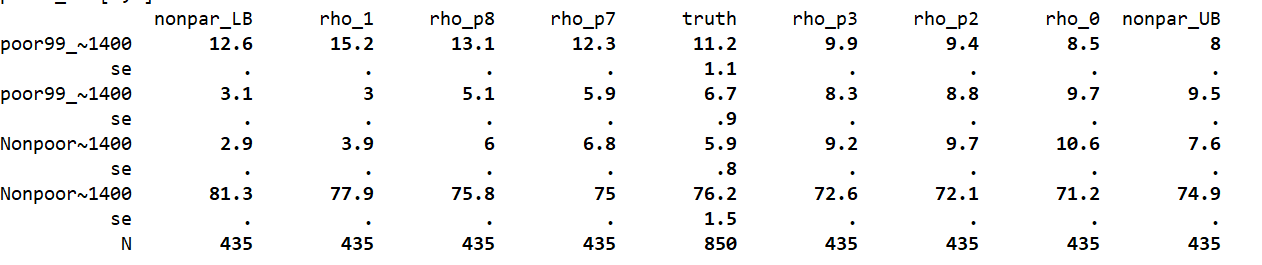 nonpar_LB rho_1 rho_p8 rho_p7 truth rho_p3 rho_p2 rho_0 nonpar_UB
poor99_~1400 12.6 15.2 13.1 12.3 11.2 9.9 9.4 8.5 8
se . . . . 1.1 . . . .
poor99_~1400 3.1 3 5.1 5.9 6.7 8.3 8.8 9.7 9.5
se . . . . .9 . . . .
Nonpoor~1400 2.9 3.9 6 6.8 5.9 9.2 9.7 10.6 7.6
se . . . . .8 . . . .
Nonpoor~1400 81.3 77.9 75.8 75 76.2 72.6 72.1 71.2 74.9
se . . . . 1.5 . . . .
N 435 435 435 435 850 435 435 435 435